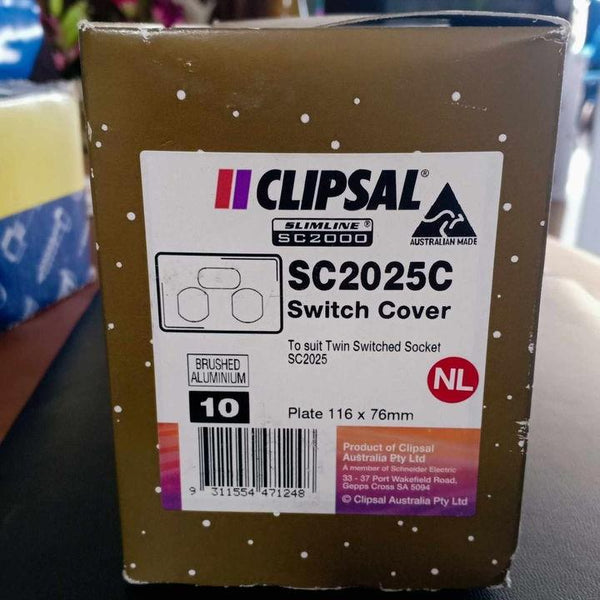 CLIPSAL®
SLIMLINE®
SC2000
AUSTRALIAN MADE
SC2025C
Switch Cover
To suit Twin Switched Socket
SC2025
NL
BRUSHED
ALUMINIUM
10
Plate 116 x 76mm
9 311554 471248
Product of Clipsal
Australia Pty Ltd
A member of Schneider Electric
33 - 37 Port Wakefield Road,
Gepps Cross SA 5094
© Clipsal Australia Pty Ltd